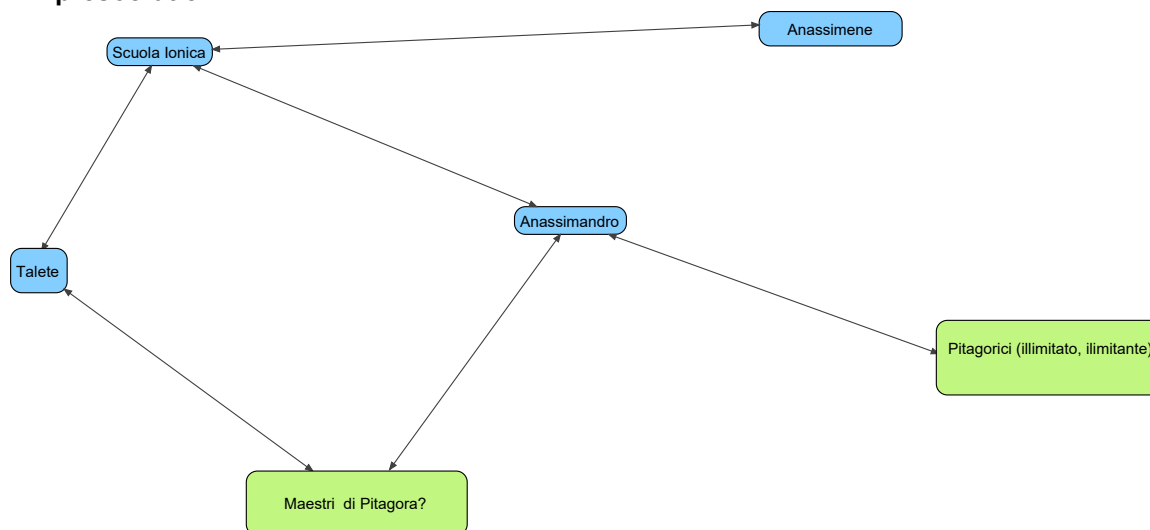 Anassimene
Scuola Ionica
Anassimandro
Talete
Pitagorici (illimitato, ilimitante)
Maestri di Pitagora?